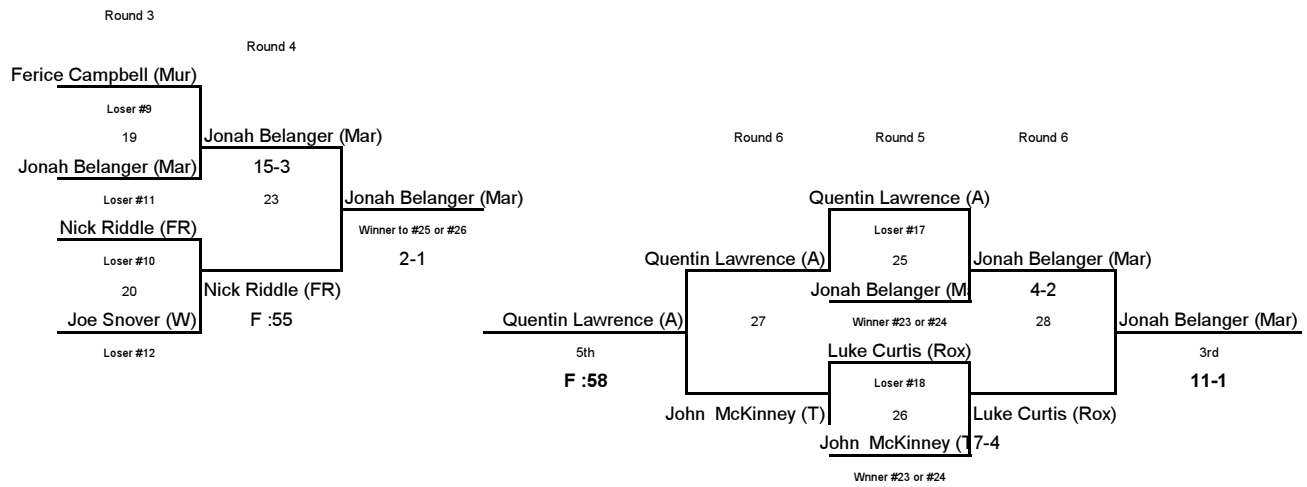 Round 3
Round 4
Ferice Campbell (Mur)
Loser #9
19
Jonah Belanger (Mar)
Jonah Belanger (Mar)
15-3
Loser #11
23
Jonah Belanger (Mar)
Nick Riddle (FR)
Winner to #25 or #26
Loser #10
2-1
20
Nick Riddle (FR)
Joe Snover (W)
F :55
Loser #12
Round 6
Round 5
Round 6
Quentin Lawrence (A)
Loser #17
Quentin Lawrence (A)
25
Jonah Belanger (Mar)
Jonah Belanger (Ma
4-2
Quentin Lawrence (A)
27
Winner #23 or #24
28
Jonah Belanger (Mar)
5th
Luke Curtis (Rox)
3rd
F :58
Loser #18
11-1
John McKinney (T)
26
Luke Curtis (Rox)
John McKinney (T
7-4
Wnner #23 or #24